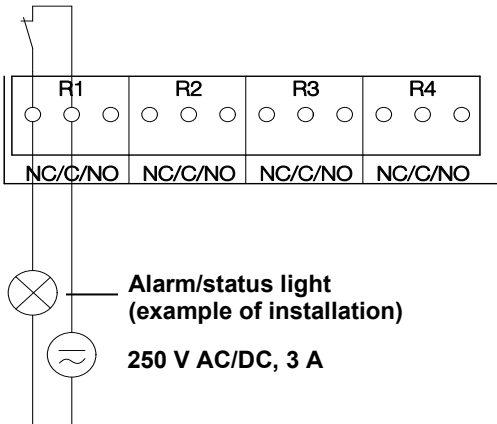 R1 R2 R3 R4
NC/C/NO NC/C/NO NC/C/NO NC/C/NO
Alarm/status light
(example of installation)
250 V AC/DC, 3 A